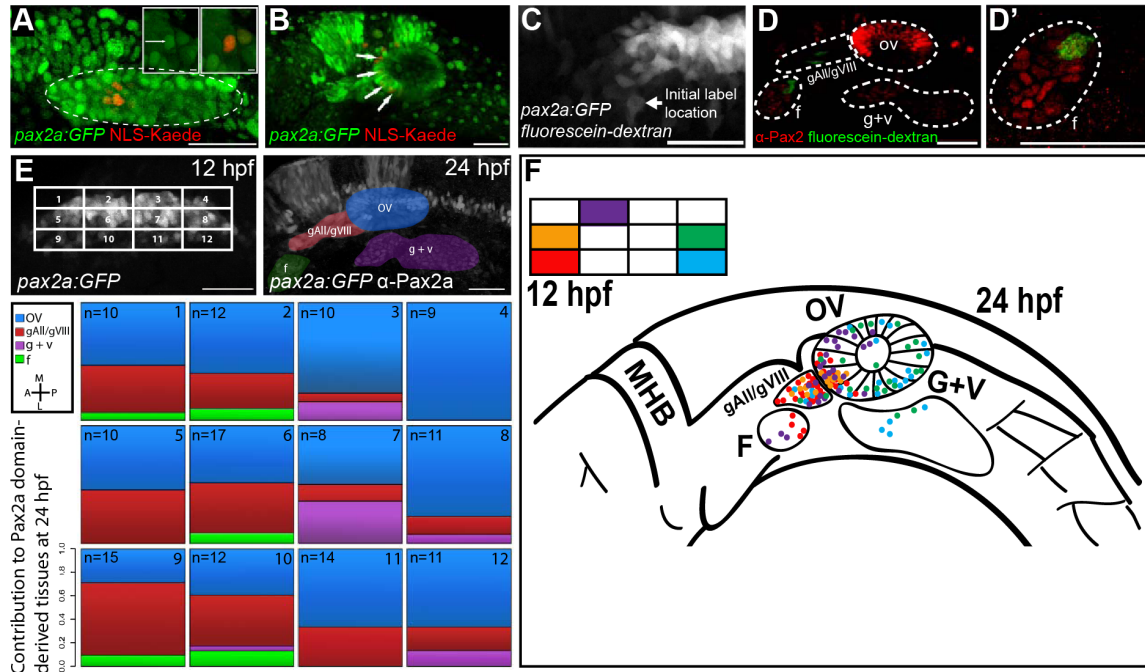 A
pax2a:GFP NLS-Kaede
B
pax2a:GFP NLS-Kaede
C
Initial label
location
pax2a:GFP
fluorescein-dextran
D
OV
gAll/gVIII
f
g+v
α-Pax2 fluorescein-dextran
D'
f
E
12 hpf
1 2 3 4
5 6 7 8
9 10 11 12
pax2a:GFP
24 hpf
OV
gAll/gVIII
g + v
f
pax2a:GFP α-Pax2a
OV
gAll/gVIII
g + v
f
M
A P
L
n=10 1
n=12 2
n=10 3
n=9 4
n=10 5
n=17 6
n=8 7
n=11 8
n=15 9
n=12 10
n=14 11
n=11 12
1.0
0.8
0.6
0.4
0.2
0.0
Contribution to Pax2a domain-
derived tissues at 24 hpf
F
12 hpf
24 hpf
OV
MHB
gAll/gVIII
G+V
F